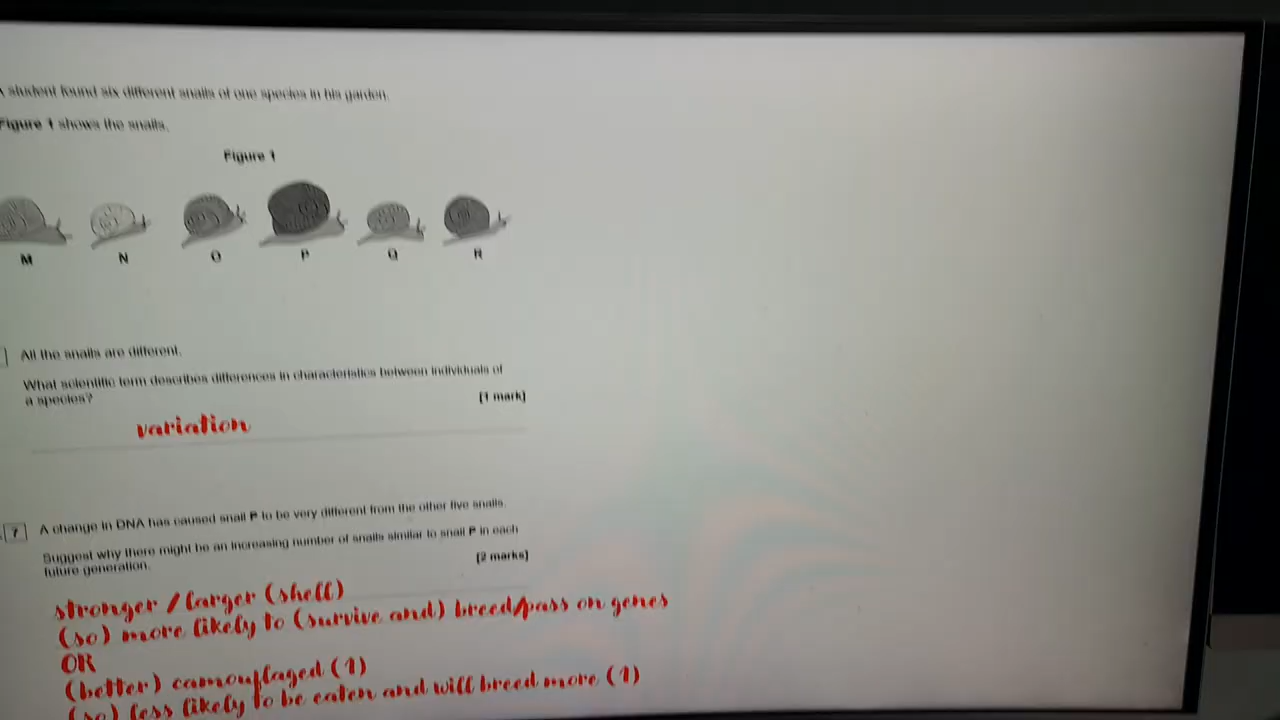 A student found six different snails of one species in his garden.
Figure 1 shows the snails.
Figure 1
M N O P Q R
All the snails are different.
What scientific term describes differences in characteristics between individuals of
a species?
[1 mark]
variation
7 A change in DNA has caused snail P to be very different from the other five snails.
Suggest why there might be an increasing number of snails similar to snail P in each
future generation.
[2 marks]
stronger / larger (shell)
(so) more likely to (survive and) breed/pass on genes
OR
(better) camouflaged (1)
(so) less likely to be eaten and will breed more (1)